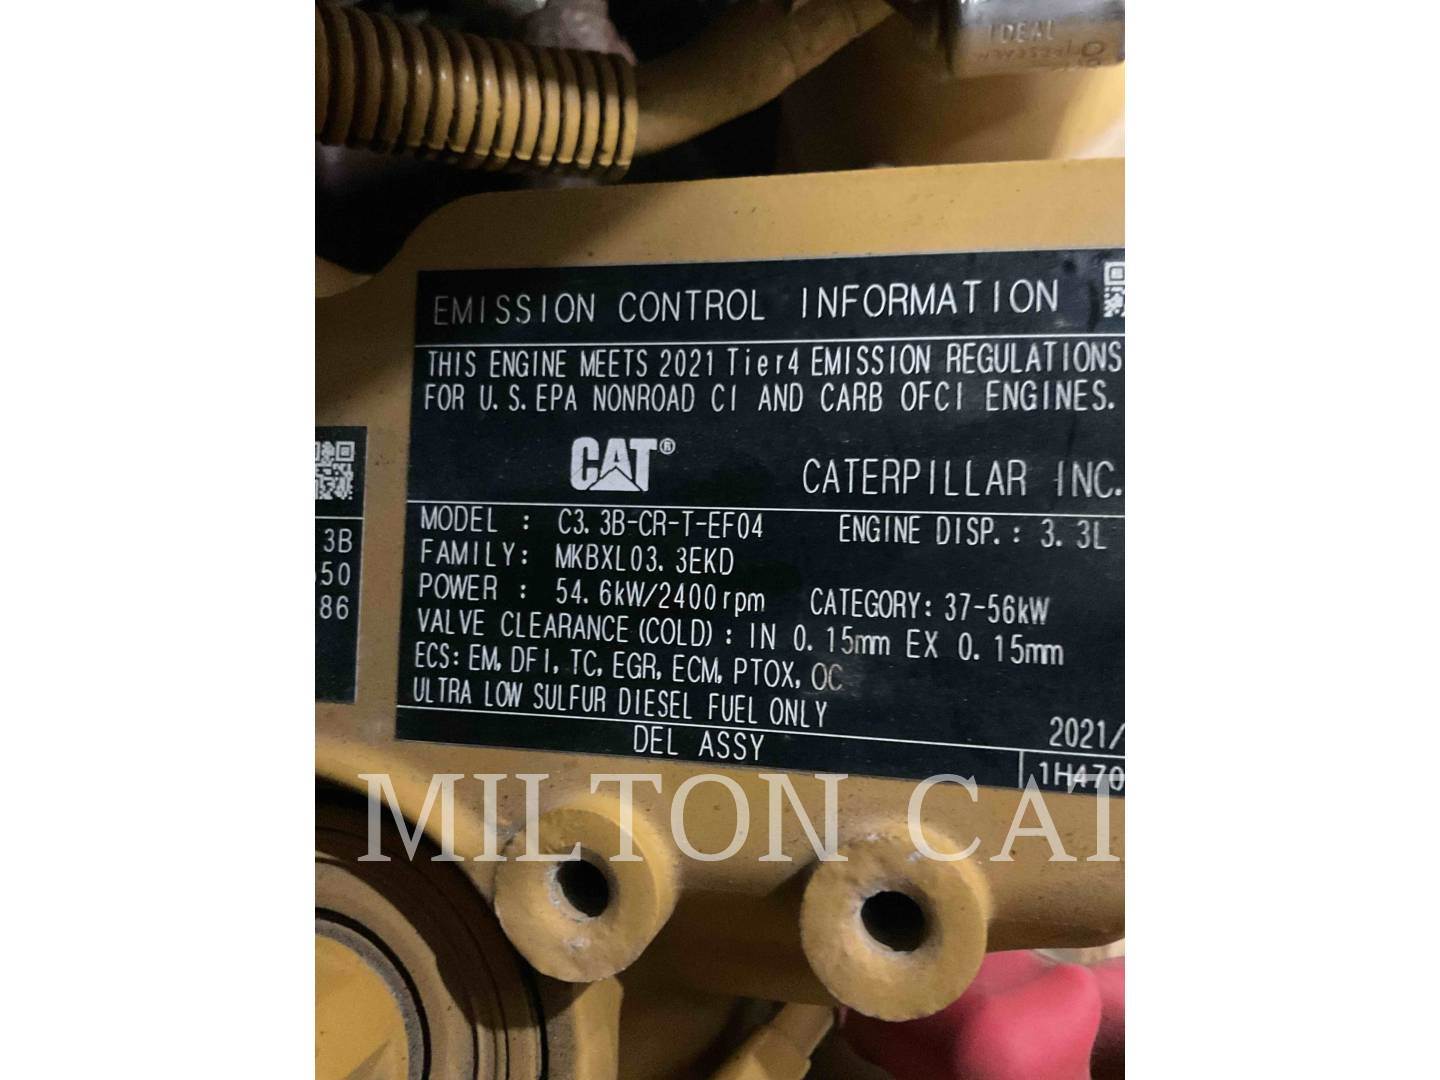 IDEAL
EMISSION CONTROL INFORMATION
THIS ENGINE MEETS 2021 Tier4 EMISSION REGULATIONS
FOR U.S.EPA NONROAD CI AND CARB OFCI ENGINES.
CAT® CATERPILLAR INC.
MODEL : C3.3B-CR-T-EF04 ENGINE DISP.: 3.3L
FAMILY: MKBXL03.3EKD
POWER : 54.6kW/2400rpm CATEGORY: 37-56kW
VALVE CLEARANCE(COLD): IN 0.15mm EX 0.15mm
ECS: EM, DFI, TC, EGR, ECM, PTOX, OC
ULTRA LOW SULFUR DIESEL FUEL ONLY
2021/
DEL ASSY
1H470
3B
50
86
MILTON CAT